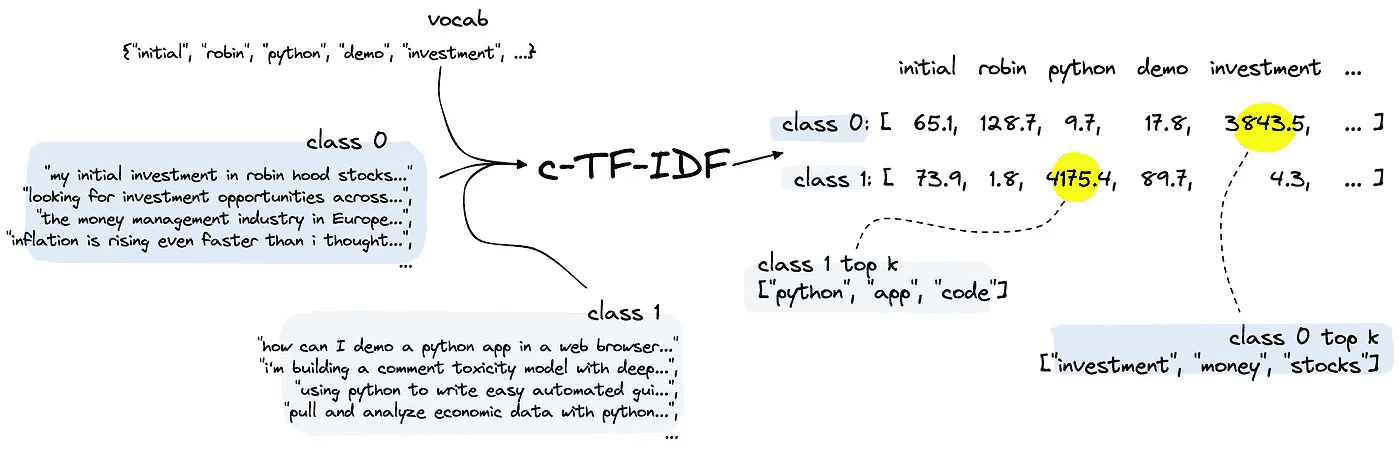 vocab
{"initial", "robin", "python", "demo", "investment", ...}
class 0
"my initial investment in robin hood stocks..."
"looking for investment opportunities across...",
"the money management industry in Europe...",
"inflation is rising even faster than i thought...",
...
class 1
"how can I demo a python app in a web browser..."
"i'm building a comment toxicity model with deep...",
"using python to write easy automated gui...",
"pull and analyze economic data with python...",
...
c-TF-IDF
initial robin python demo investment ...
class 0: [ 65.1, 128.7, 9.7, 17.8, 3843.5, ... ]
class 1: [ 73.9, 1.8, 4175.4, 89.7, 4.3, ... ]
class 1 top k
["python", "app", "code"]
class 0 top k
["investment", "money", "stocks"]